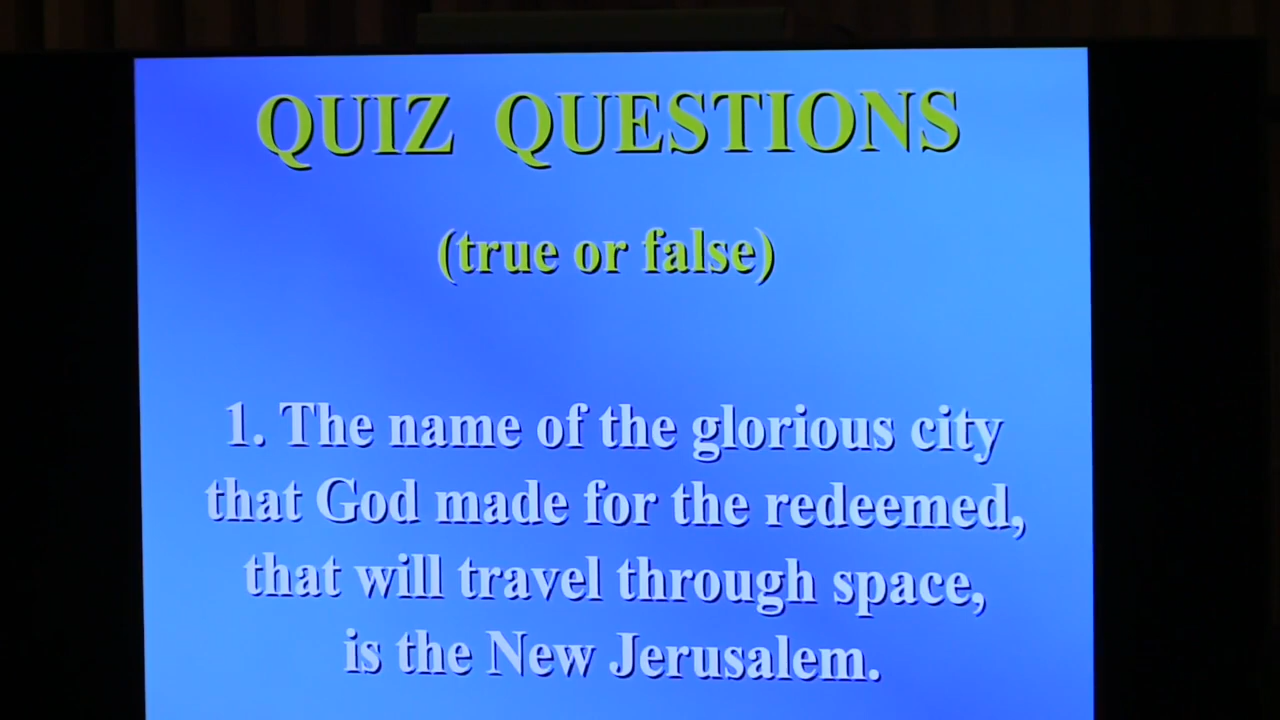 QUIZ QUESTIONS
(true or false)
1. The name of the glorious city
that God made for the redeemed,
that will travel through space,
is the New Jerusalem.